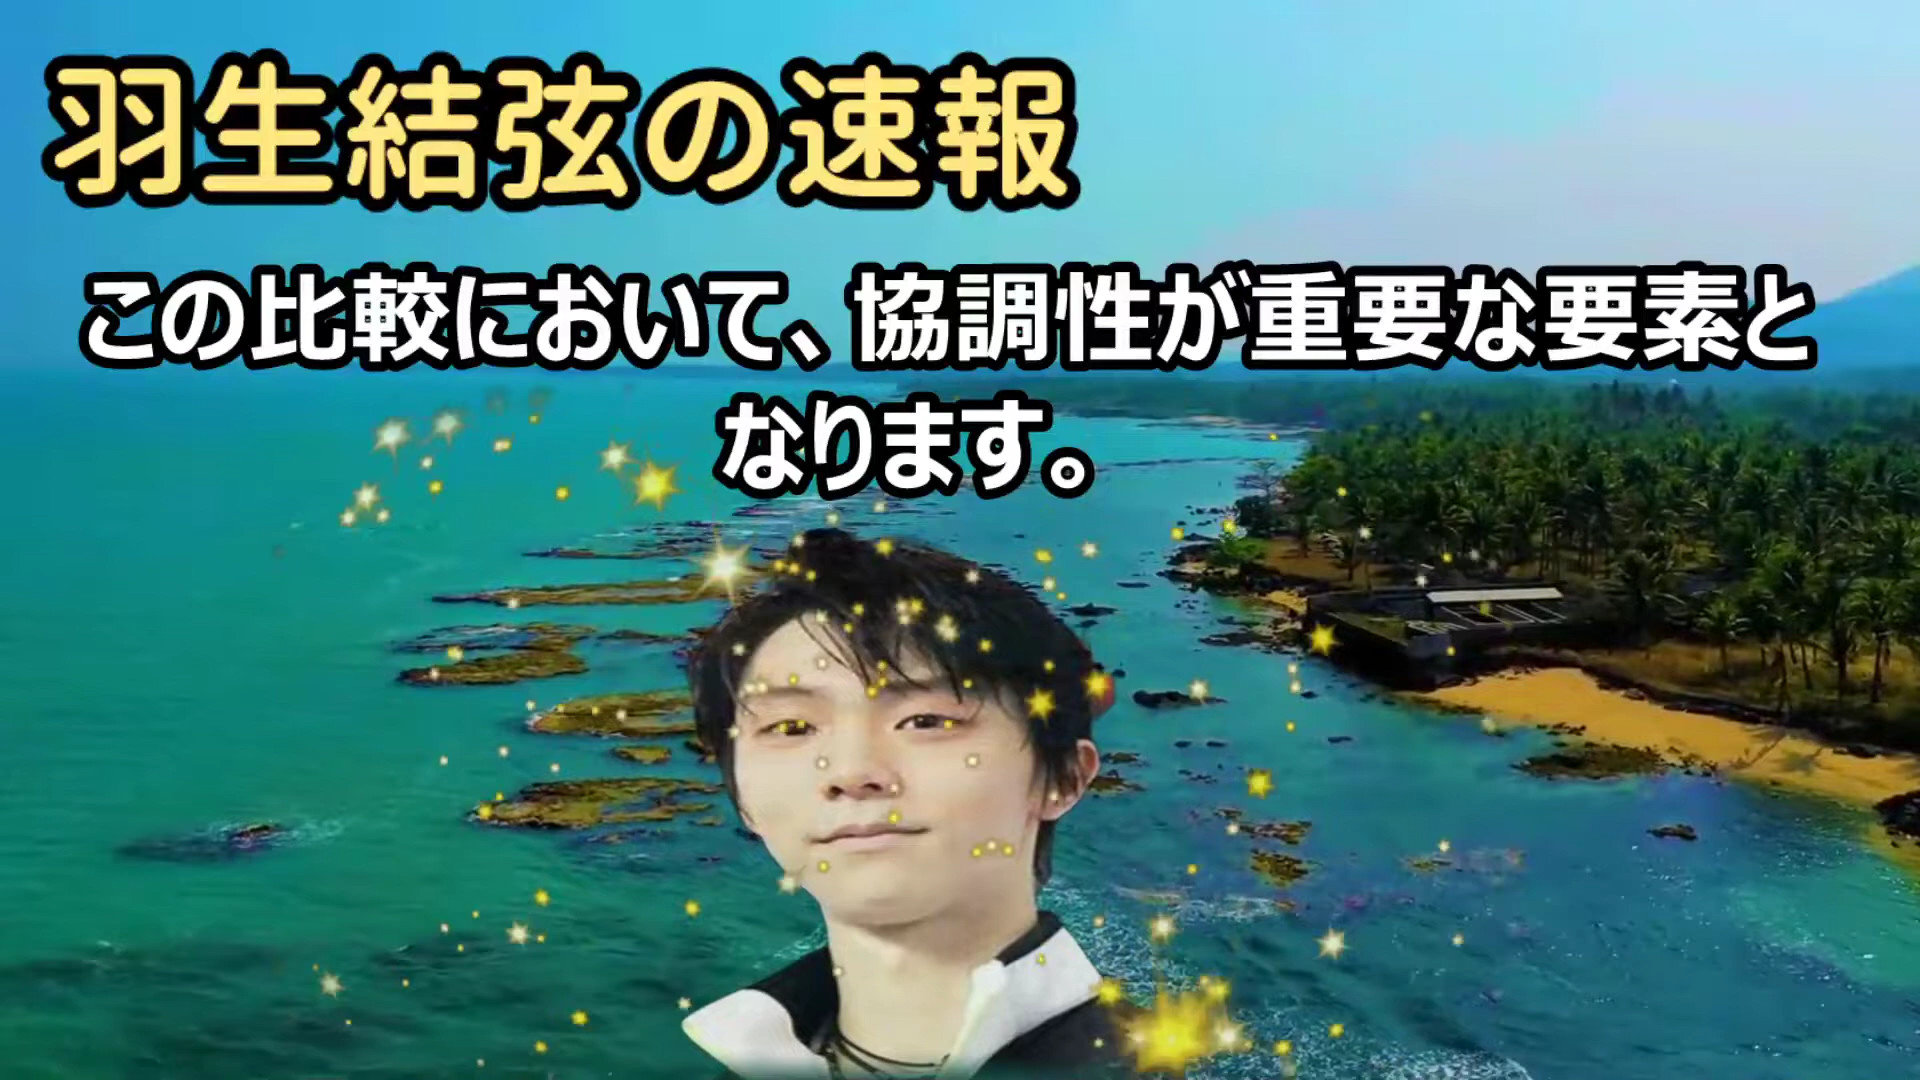 羽生結弦の速報
この比較において、協調性が重要な要素と
なります。